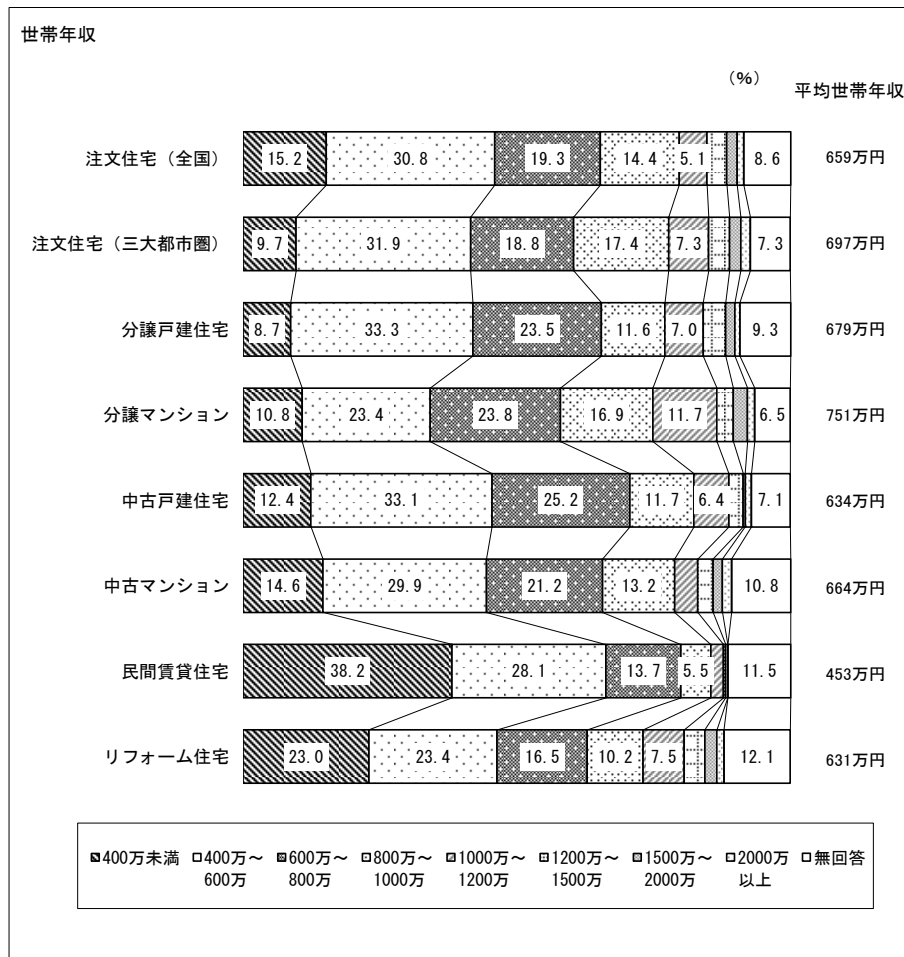 世帯年収
(%)
平均世帯年収
注文住宅（全国） 15.2 30.8 19.3 14.4 5.1 8.6 659万円
注文住宅（三大都市圏） 9.7 31.9 18.8 17.4 7.3 7.3 697万円
分譲戸建住宅 8.7 33.3 23.5 11.6 7.0 9.3 679万円
分譲マンション 10.8 23.4 23.8 16.9 11.7 6.5 751万円
中古戸建住宅 12.4 33.1 25.2 11.7 6.4 7.1 634万円
中古マンション 14.6 29.9 21.2 13.2 10.8 664万円
民間賃貸住宅 38.2 28.1 13.7 5.5 11.5 453万円
リフォーム住宅 23.0 23.4 16.5 10.2 7.5 12.1 631万円
400万未満 400万～ 600万～ 800万～ 1000万～ 1200万～ 1500万～ 2000万 無回答
600万 800万 1000万 1200万 1500万 2000万 以上